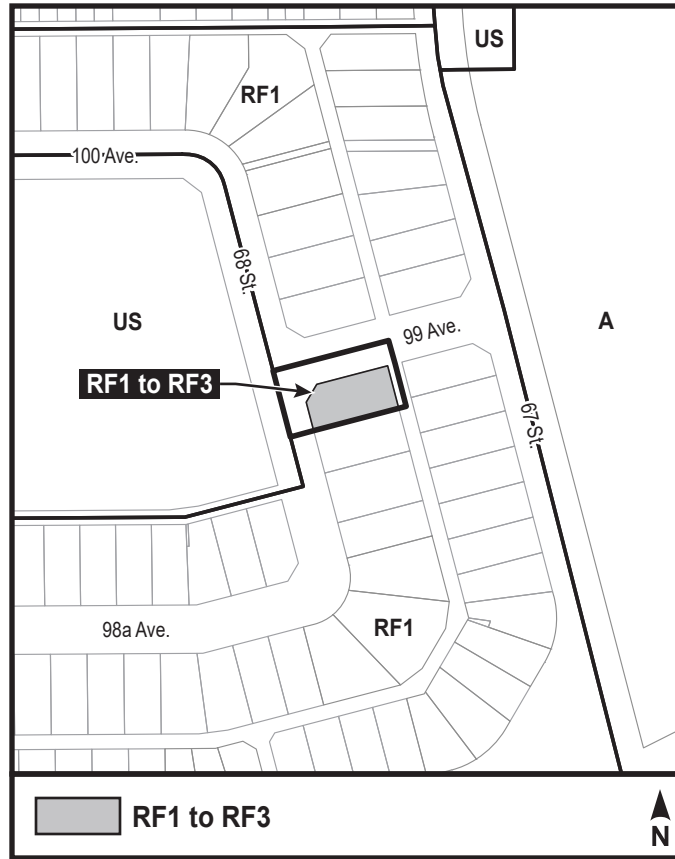 US
RF1
100 Ave.
68 St.
US
99 Ave.
A
RF1 to RF3
67 St.
98a Ave.
RF1
RF1 to RF3
N